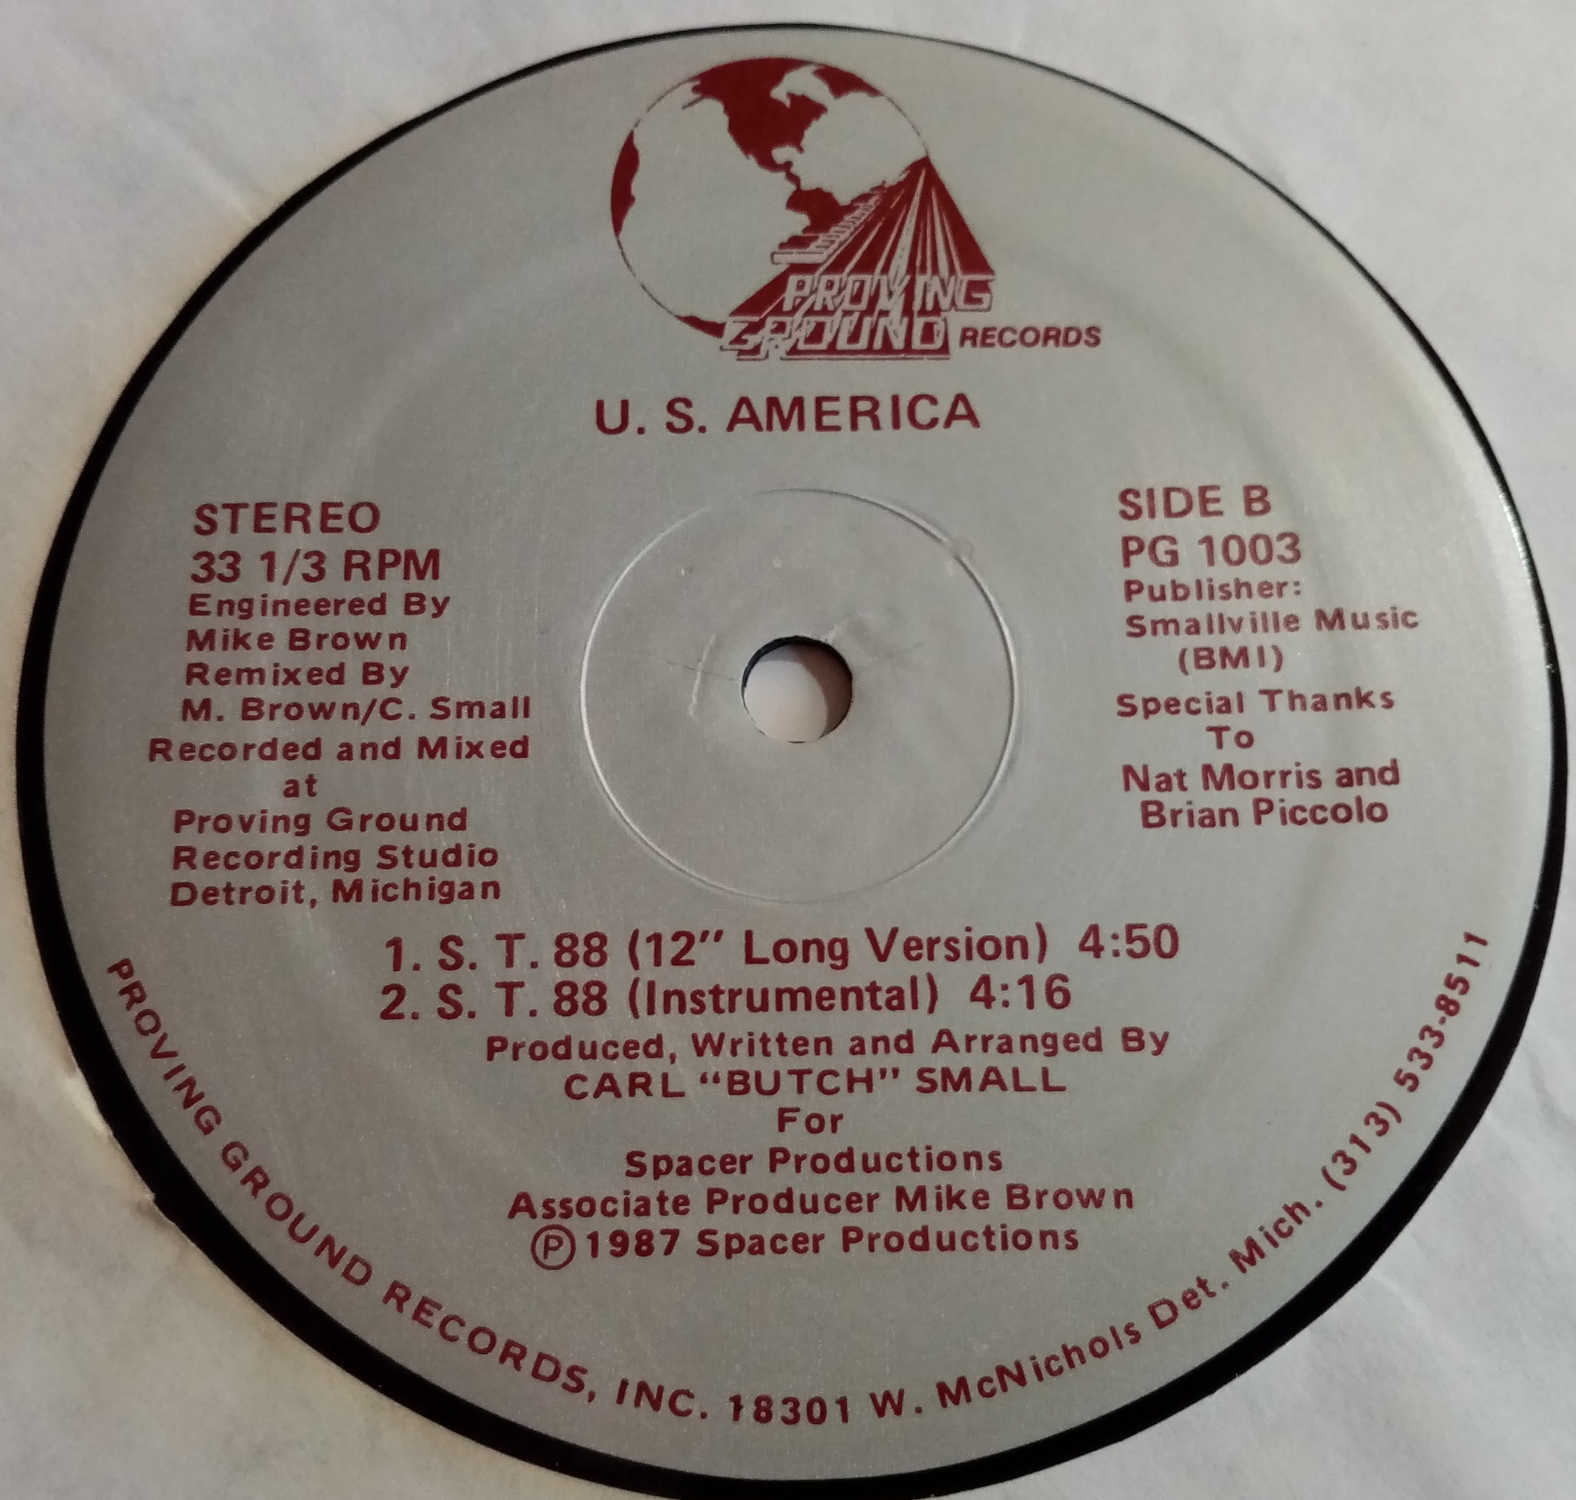 PROVING
GROUND RECORDS
U. S. AMERICA
STEREO
33 1/3 RPM
Engineered By
Mike Brown
Remixed By
M. Brown/C. Small
Recorded and Mixed
at
Proving Ground
Recording Studio
Detroit, Michigan
SIDE B
PG 1003
Publisher:
Smallville Music
(BMI)
Special Thanks
To
Nat Morris and
Brian Piccolo
1. S. T. 88 (12” Long Version) 4:50
2. S. T. 88 (Instrumental) 4:16
Produced, Written and Arranged By
CARL “BUTCH” SMALL
For
Spacer Productions
Associate Producer Mike Brown
Ⓟ1987 Spacer Productions
PROVING GROUND RECORDS, INC. 18301 W. McNichols Det. Mich. (313) 533-8511